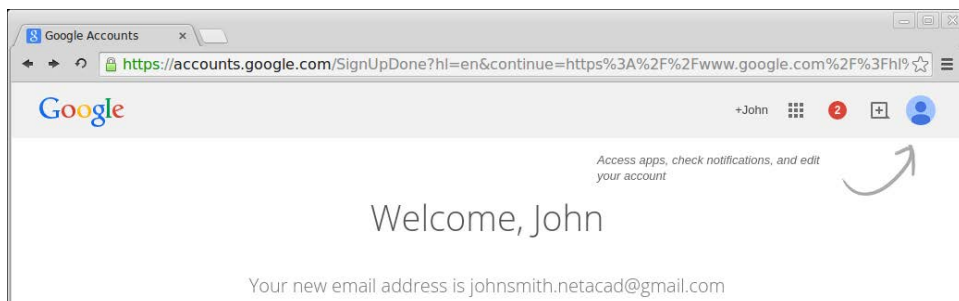 Google Accounts
https://accounts.google.com/SignUpDone?hl=en&continue=https%3A%2F%2Fwww.google.com%2F%3Fhl%
Google
+John
2
Access apps, check notifications, and edit
your account
Welcome, John
Your new email address is johnsmith.netacad@gmail.com